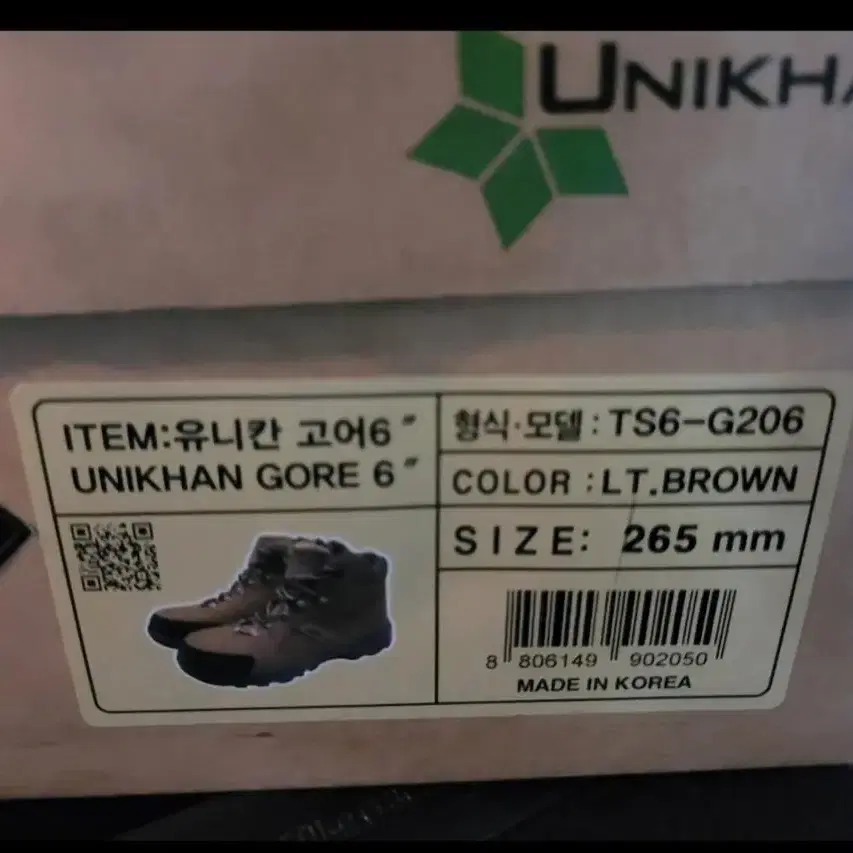 UNIKHA
ITEM:유니칸 고어6"
UNIKHAN GORE 6"
형식·모델 : TS6-G206
COLOR : LT.BROWN
SIZE: 265 mm
8 806149 902050
MADE IN KOREA